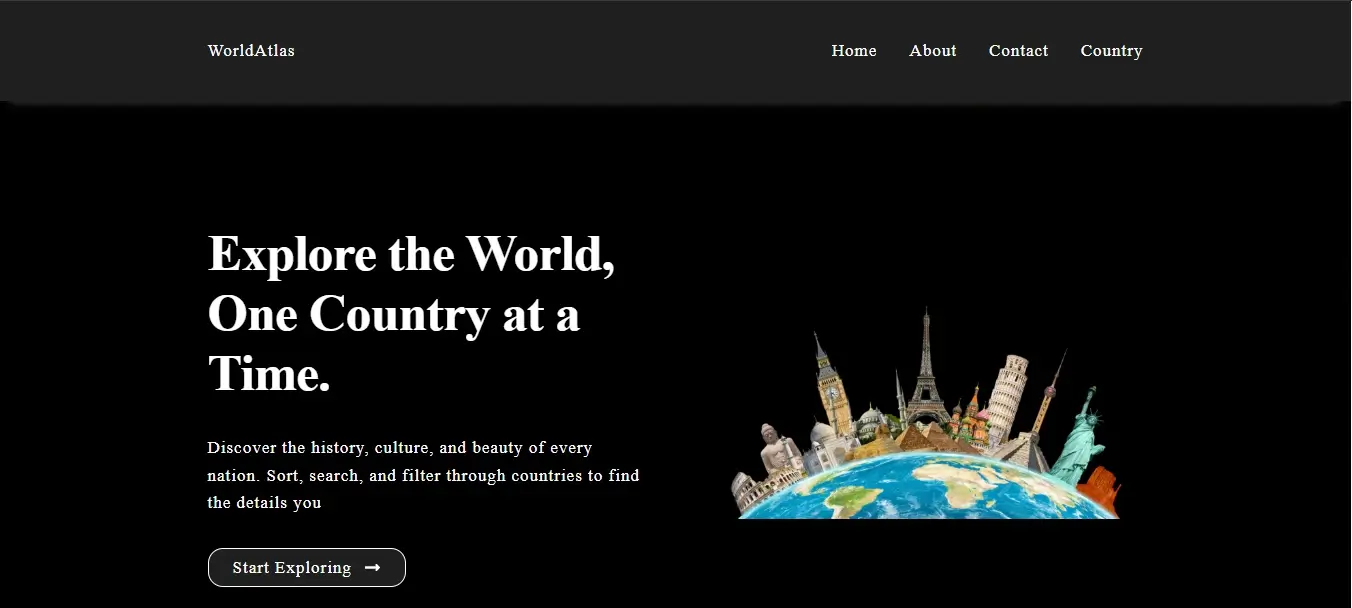 WorldAtlas
Home About Contact Country
Explore the World,
One Country at a
Time.
Discover the history, culture, and beauty of every
nation. Sort, search, and filter through countries to find
the details you
Start Exploring →